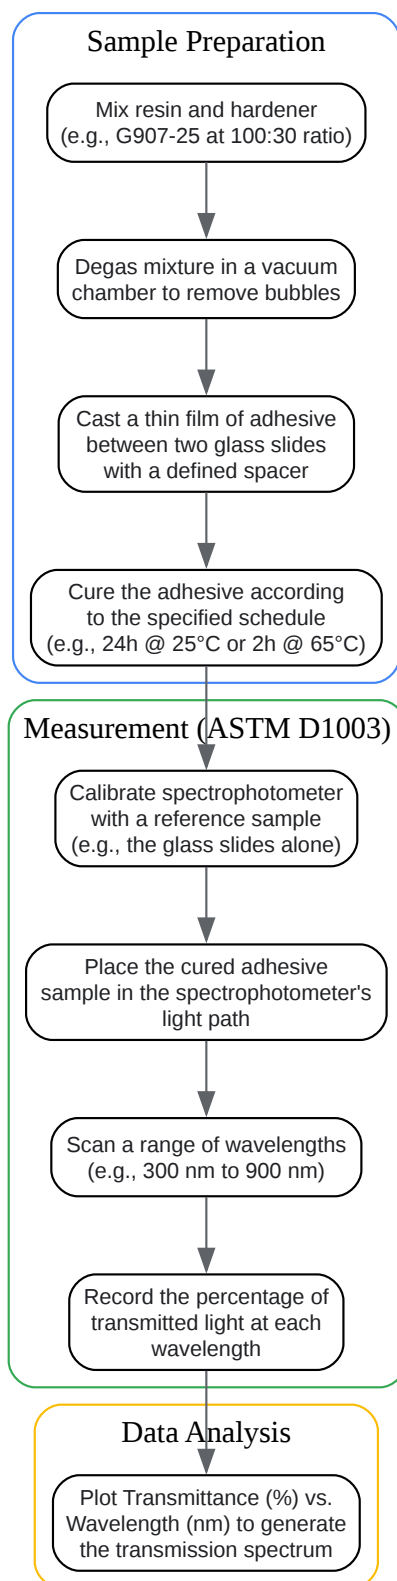 Sample Preparation
Mix resin and hardener
(e.g., G907-25 at 100:30 ratio)
Degas mixture in a vacuum
chamber to remove bubbles
Cast a thin film of adhesive
between two glass slides
with a defined spacer
Cure the adhesive according
to the specified schedule
(e.g., 24h @ 25°C or 2h @ 65°C)
Measurement (ASTM D1003)
Calibrate spectrophotometer
with a reference sample
(e.g., the glass slides alone)
Place the cured adhesive
sample in the spectrophotometer's
light path
Scan a range of wavelengths
(e.g., 300 nm to 900 nm)
Record the percentage of
transmitted light at each
wavelength
Data Analysis
Plot Transmittance (%) vs.
Wavelength (nm) to generate
the transmission spectrum